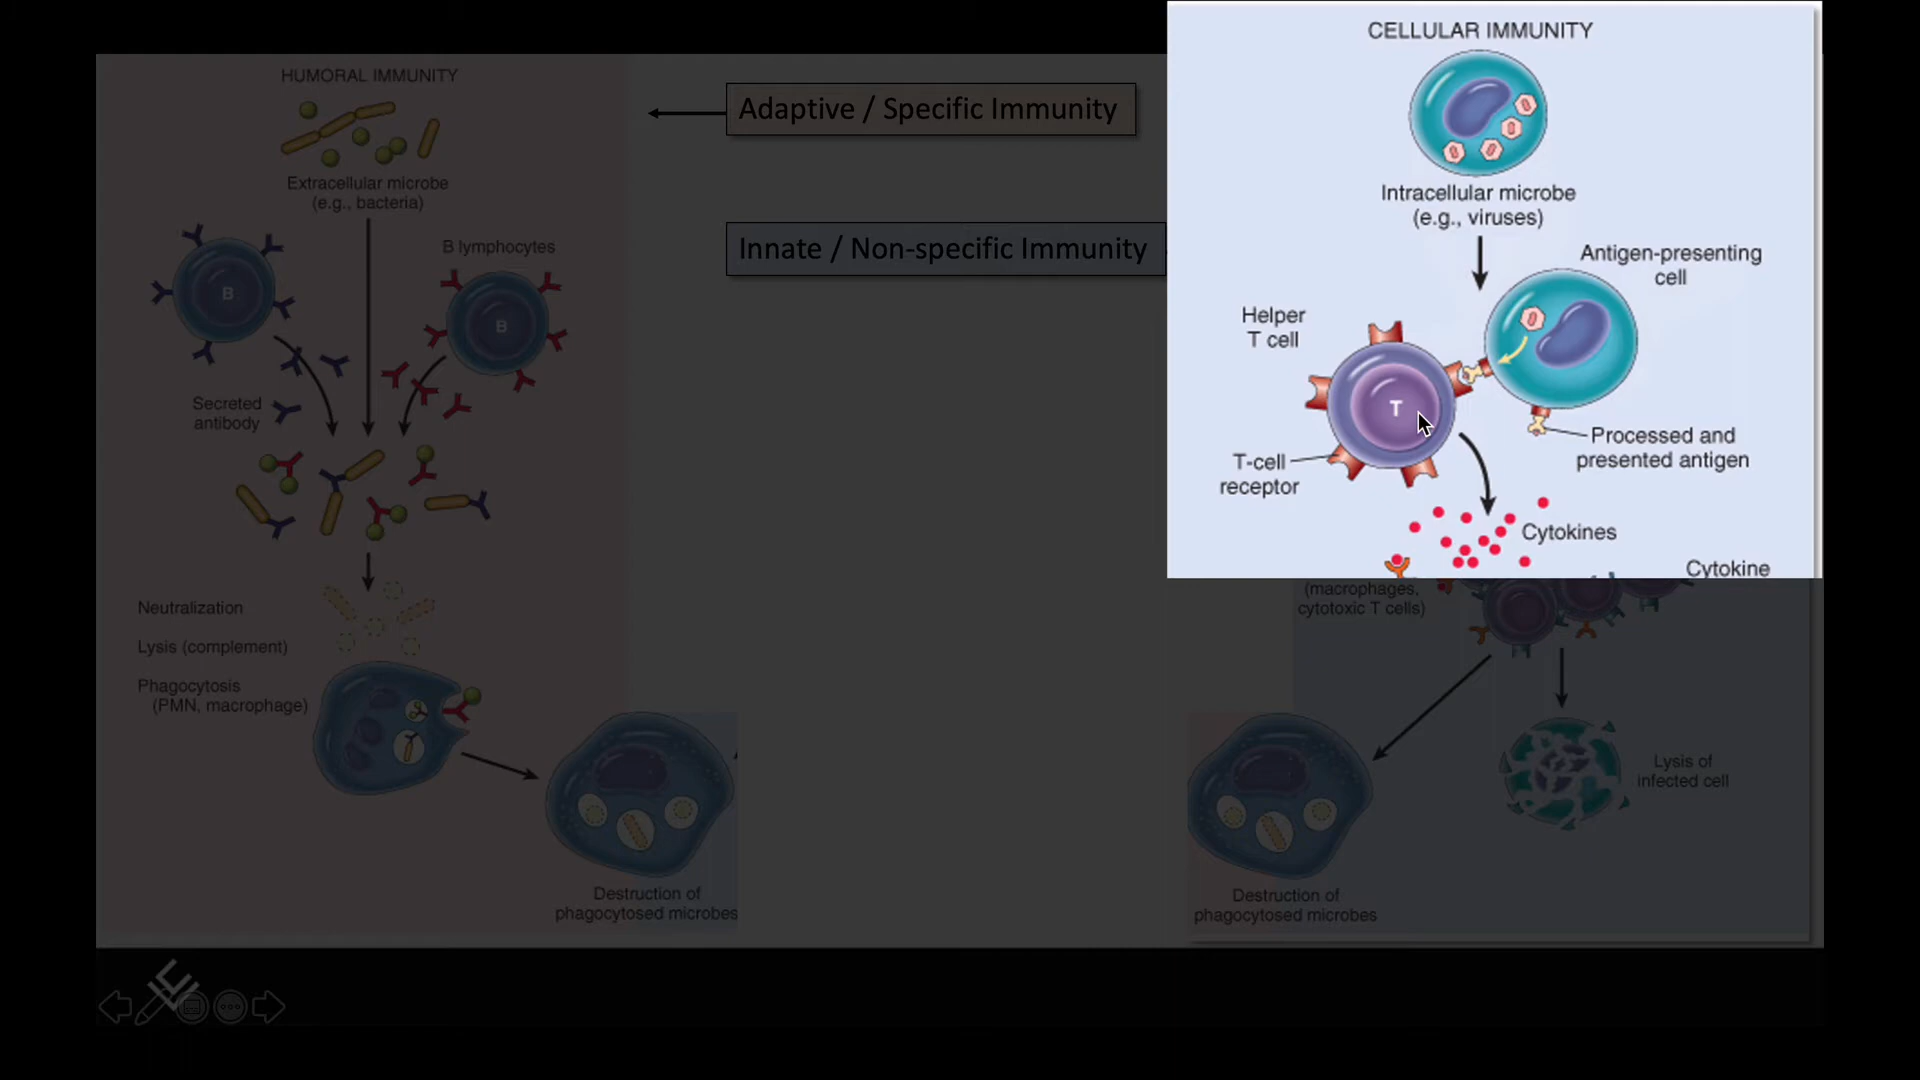 HUMORAL IMMUNITY
Extracellular microbe
(e.g., bacteria)
B lymphocytes
B
B
Secreted
antibody
Neutralization
Lysis (complement)
Phagocytosis
(PMN, macrophage)
Destruction of
phagocytosed microbes
Adaptive / Specific Immunity
Innate / Non-specific Immunity
CELLULAR IMMUNITY
Intracellular microbe
(e.g., viruses)
Antigen-presenting
cell
Helper
T cell
T
Processed and
presented antigen
T-cell
receptor
Cytokines
Cytokine
(macrophages,
cytotoxic T cells)
Lysis of
infected cell
Destruction of
phagocytosed microbes